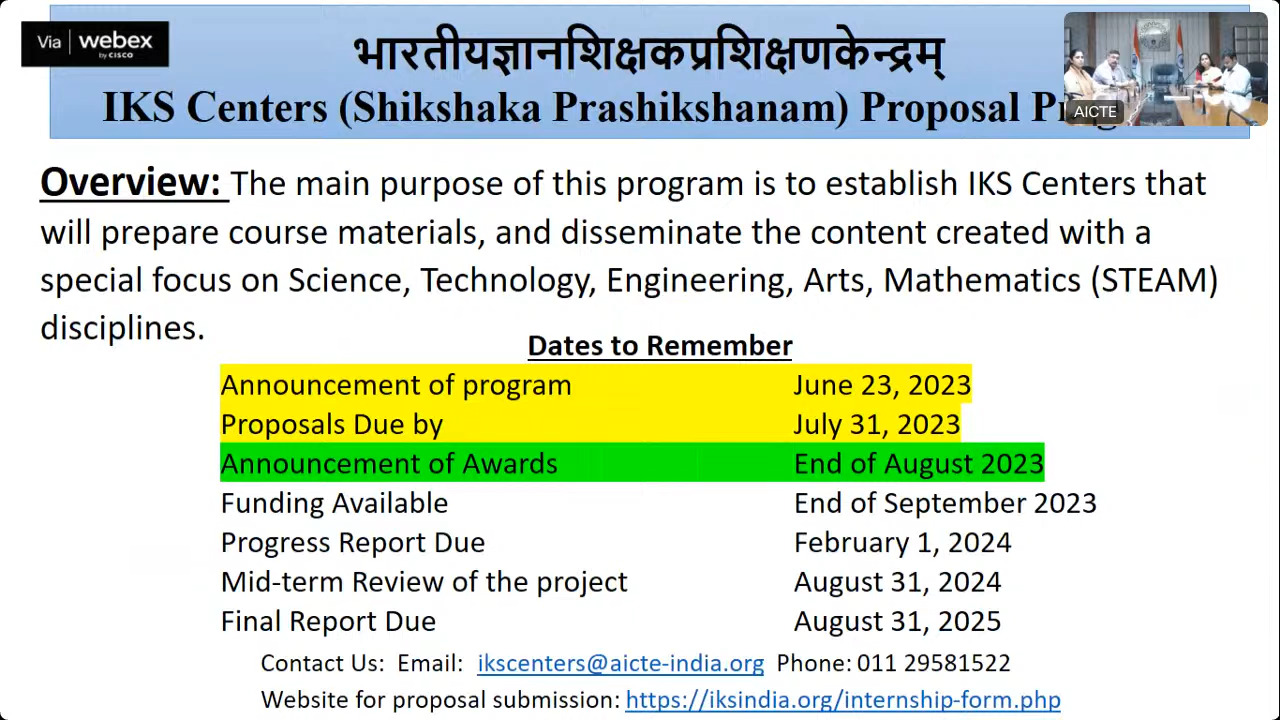 Via | webex
by CISCO
भारतीयज्ञानशिक्षकप्रशिक्षणकेन्द्रम्
IKS Centers (Shikshaka Prashikshanam) Proposal
AICTE
Overview: The main purpose of this program is to establish IKS Centers that
will prepare course materials, and disseminate the content created with a
special focus on Science, Technology, Engineering, Arts, Mathematics (STEAM)
disciplines.
Dates to Remember
Announcement of program June 23, 2023
Proposals Due by July 31, 2023
Announcement of Awards End of August 2023
Funding Available End of September 2023
Progress Report Due February 1, 2024
Mid-term Review of the project August 31, 2024
Final Report Due August 31, 2025
Contact Us: Email: ikscenters@aicte-india.org Phone: 011 29581522
Website for proposal submission: https://iksindia.org/internship-form.php